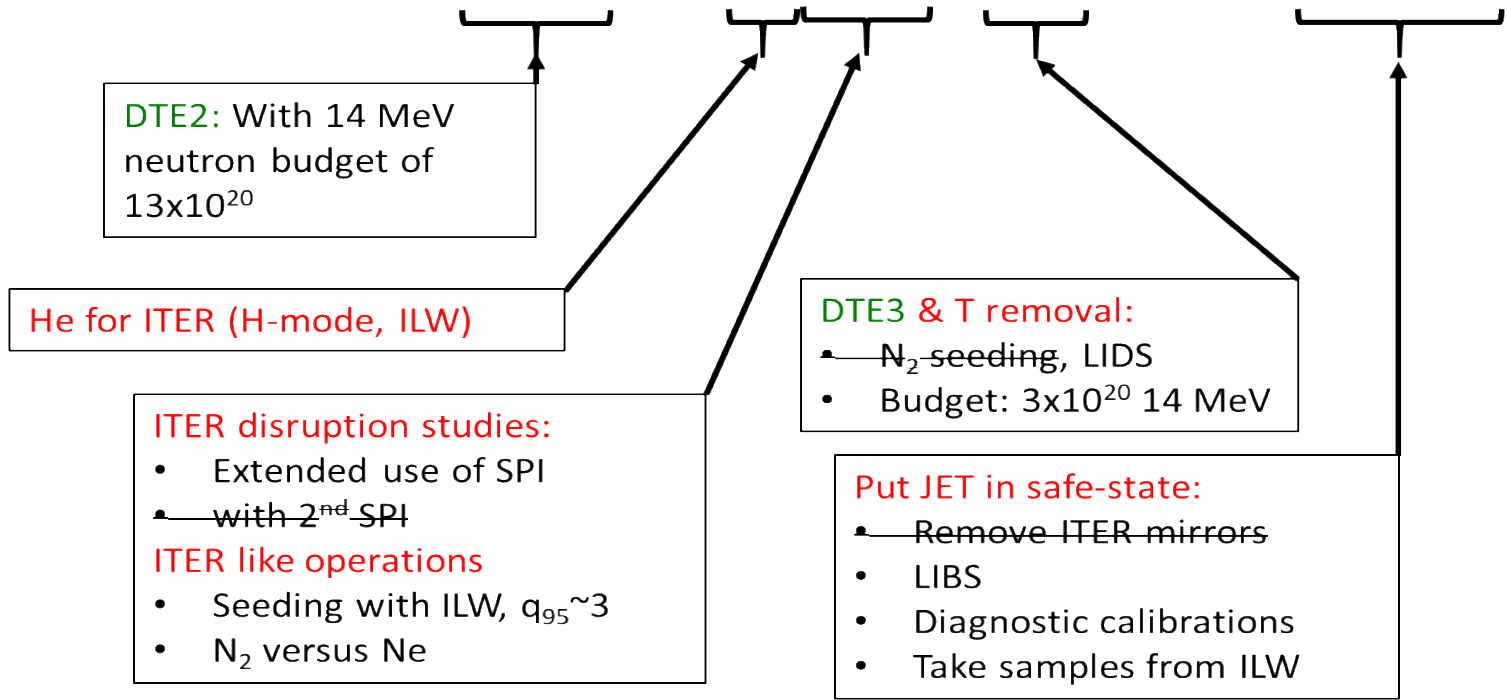 DTE2: With 14 MeV
neutron budget of
13x10²⁰
He for ITER (H-mode, ILW)
ITER disruption studies:
• Extended use of SPI
• with 2ⁿᵈ SPI
ITER like operations
• Seeding with ILW, q₉₅~3
• N₂ versus Ne
DTE3 & T removal:
• N₂ seeding, LIDS
• Budget: 3x10²⁰ 14 MeV
Put JET in safe-state:
• Remove ITER mirrors
• LIBS
• Diagnostic calibrations
• Take samples from ILW